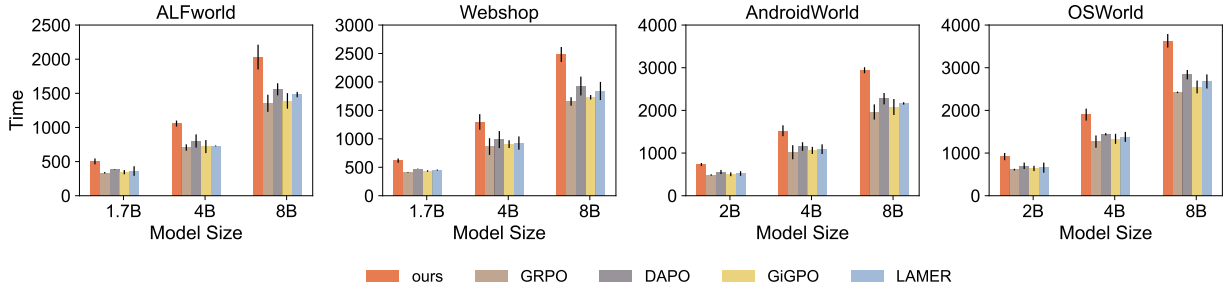 ALFworld
Webshop
AndroidWorld
OSWorld
Time
2500
2000
1500
1000
500
0
1.7B
4B
8B
Model Size
3000
2500
2000
1500
1000
500
0
1.7B
4B
8B
Model Size
4000
3000
2000
1000
0
2B
4B
8B
Model Size
4000
3000
2000
1000
0
2B
4B
8B
Model Size
ours
GRPO
DAPO
GiGPO
LAMER